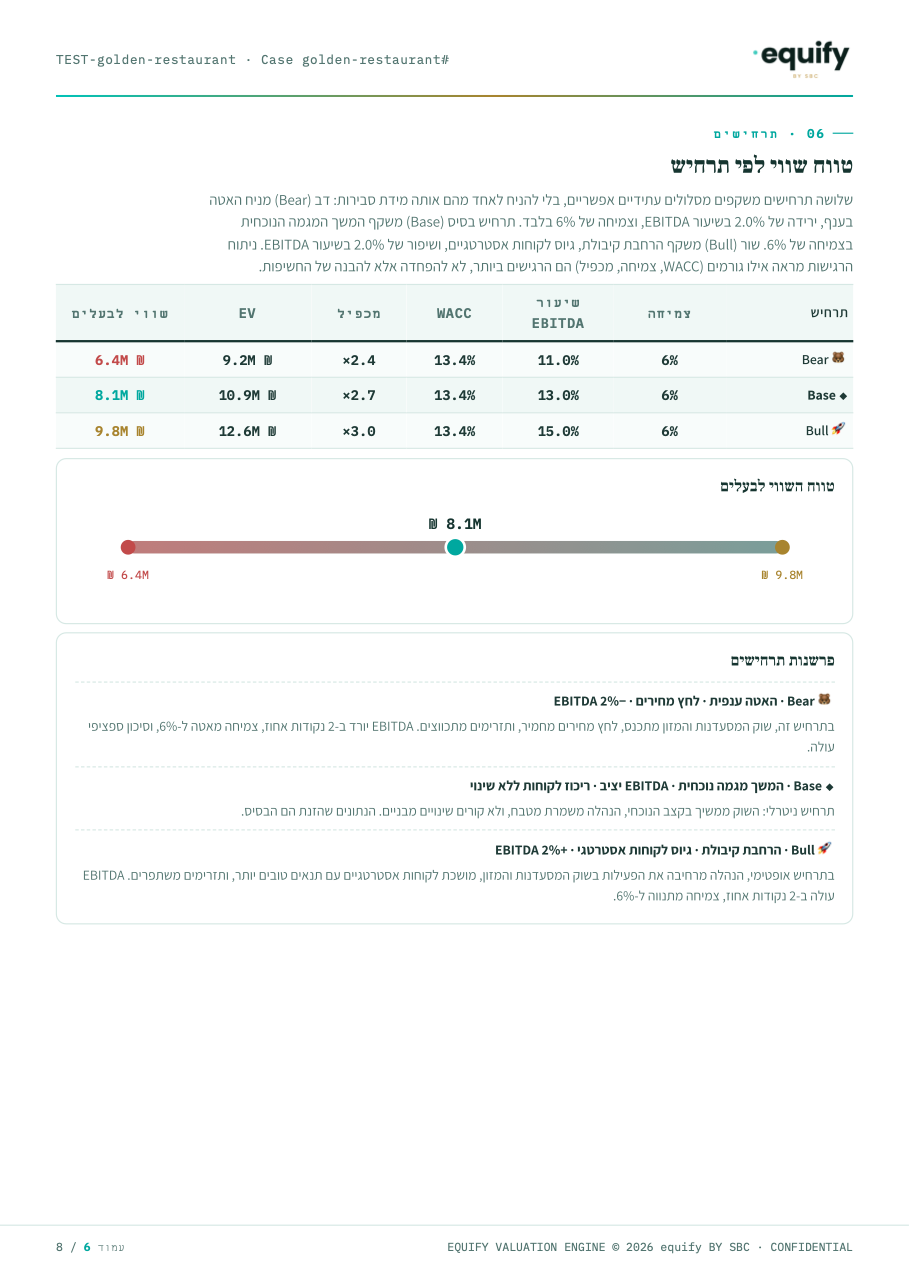 TEST-golden-restaurant · Case golden-restaurant#
equify
BY SBC
06 · תרחישים
טווח שווי לפי תרחיש
שלושה תרחישים משקפים מסלולים עתידיים אפשריים, בלי להניח לאחד מהם אותה מידת סבירות: דב (Bear) מניח האטה
בענף, ירידה של 2.0% בשיעור EBITDA, וצמיחה של 6% בלבד. תרחיש בסיס (Base) משקף המשך המגמה הנוכחית
בצמיחה של 6%. שור (Bull) משקף הרחבת קיבולת, גיוס לקוחות אסטרטגיים, ושיפור של 2.0% בשיעור EBITDA. ניתוח
הרגישות מראה אילו גורמים (WACC, צמיחה, מכפיל) הם הרגישים ביותר, לא להפחדה אלא להבנה של החשיפות.
תרחיש צמיחה שיעור EBITDA WACC מכפיל EV שווי לבעלים
🐻 Bear 6% 11.0% 13.4% ×2.4 9.2M ₪ 6.4M ₪
◆ Base 6% 13.0% 13.4% ×2.7 10.9M ₪ 8.1M ₪
🚀 Bull 6% 15.0% 13.4% ×3.0 12.6M ₪ 9.8M ₪
טווח השווי לבעלים
₪ 8.1M
₪ 9.8M
₪ 6.4M
פרשנות תרחישים
🐻 Bear · האטה ענפית · לחץ מחירים · −2% EBITDA
בתרחיש זה, שוק המסעדנות והמזון מתכנס, לחץ מחירים מחמיר, ותזרימים מתכווצים. EBITDA יורד ב-2 נקודות אחוז, צמיחה מאטה ל-6%, וסיכון ספציפי
עולה.
◆ Base · המשך מגמה נוכחית · EBITDA יציב · ריכוז לקוחות ללא שינוי
תרחיש ניטרלי: השוק ממשיך בקצב הנוכחי, הנהלה משמרת מטבח, ולא קורים שינויים מבניים. הנתונים שהזנת הם הבסיס.
🚀 Bull · הרחבת קיבולת · גיוס לקוחות אסטרטגי · +2% EBITDA
בתרחיש אופטימי, הנהלה מרחיבה את הפעילות בשוק המסעדנות והמזון, מושכת לקוחות אסטרטגיים עם תנאים טובים יותר, ותזרימים משתפרים. EBITDA
עולה ב-2 נקודות אחוז, צמיחה מתנווה ל-6%.
EQUIFY VALUATION ENGINE © 2026 equify BY SBC · CONFIDENTIAL
עמוד 6 / 8